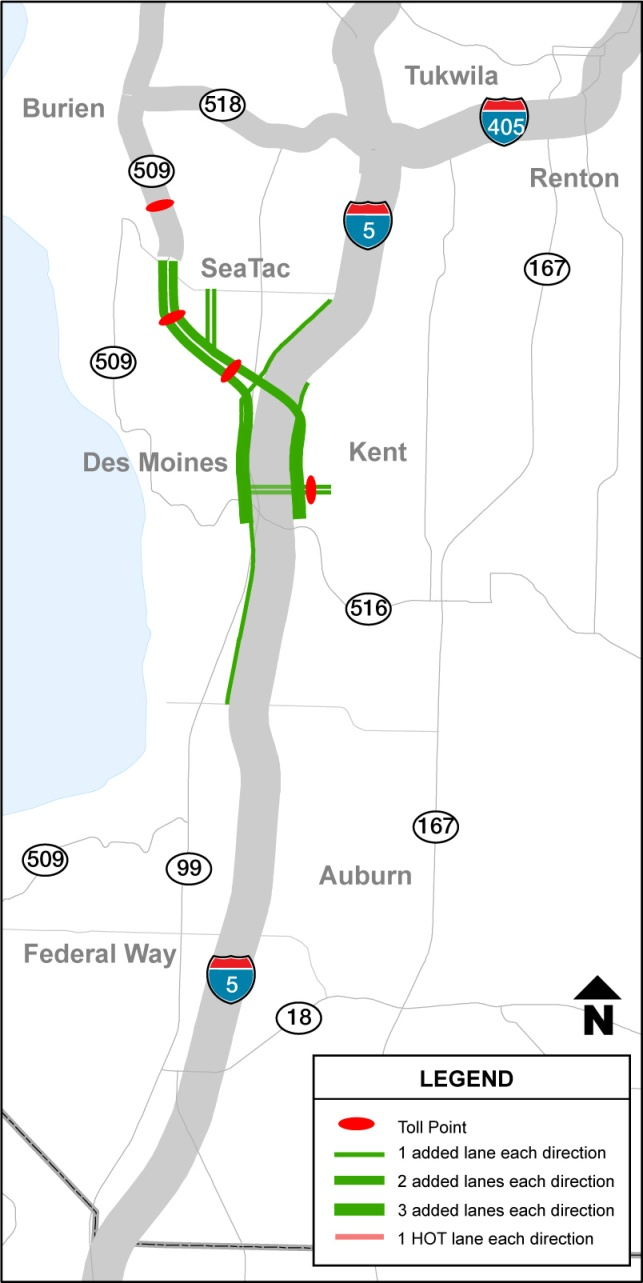 Tukwila
Burien
518
405
509
Renton
5
SeaTac
167
509
Des Moines
Kent
516
167
509
99
Auburn
Federal Way
5
18
N
LEGEND
Toll Point
1 added lane each direction
2 added lanes each direction
3 added lanes each direction
1 HOT lane each direction